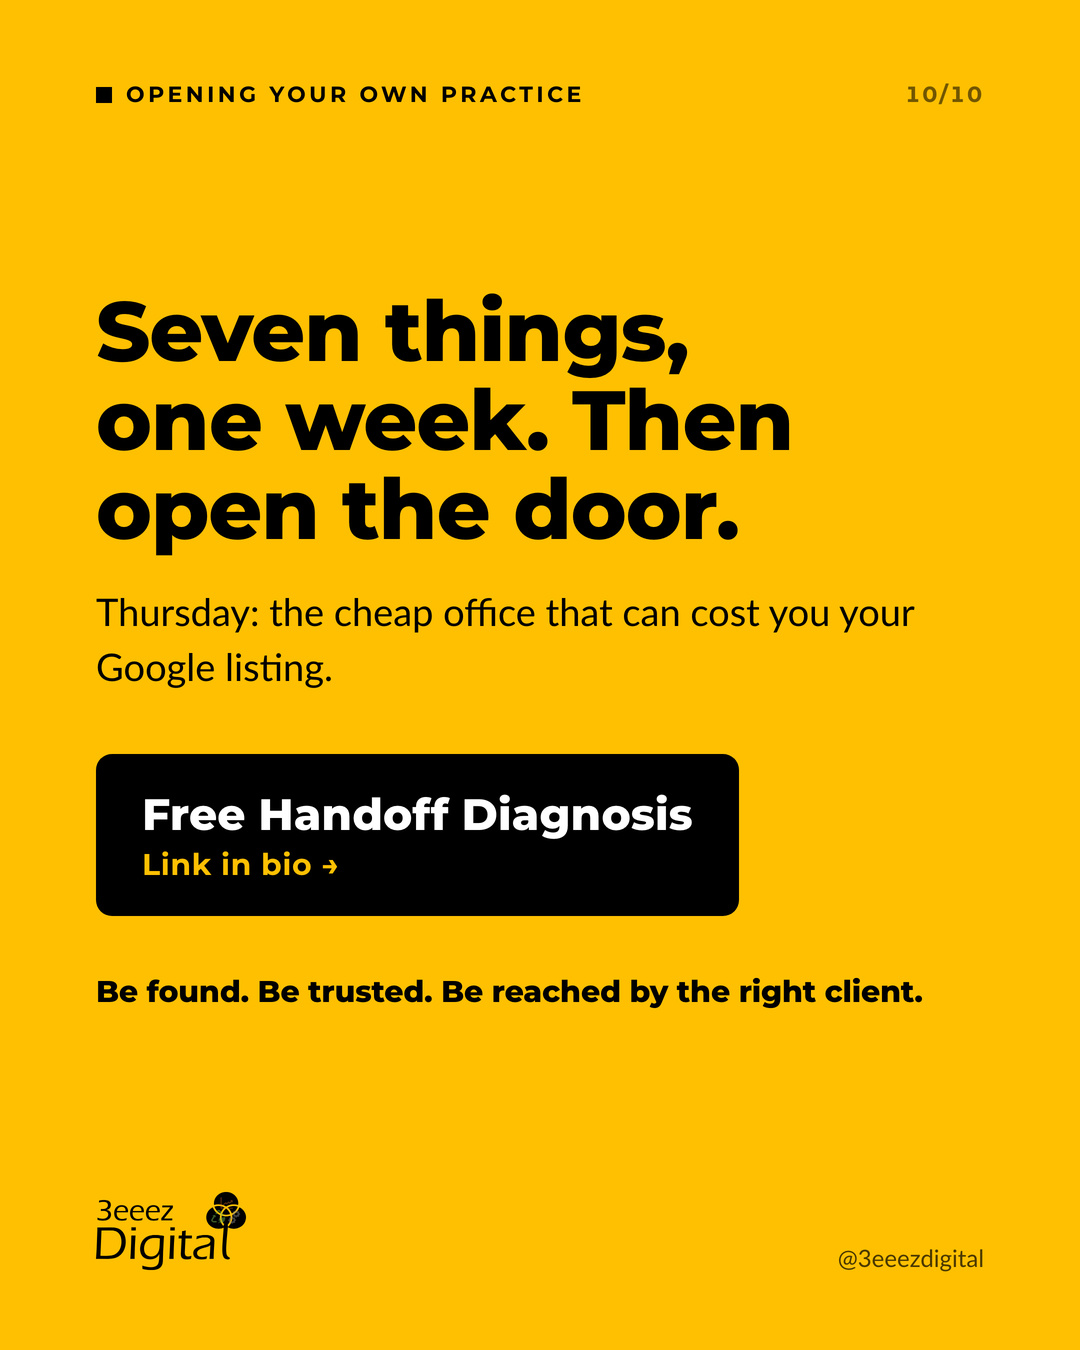 OPENING YOUR OWN PRACTICE
10/10
Seven things,
one week. Then
open the door.
Thursday: the cheap office that can cost you your
Google listing.
Free Handoff Diagnosis
Link in bio →
Be found. Be trusted. Be reached by the right client.
3eeez
Digital
@3eeezdigital